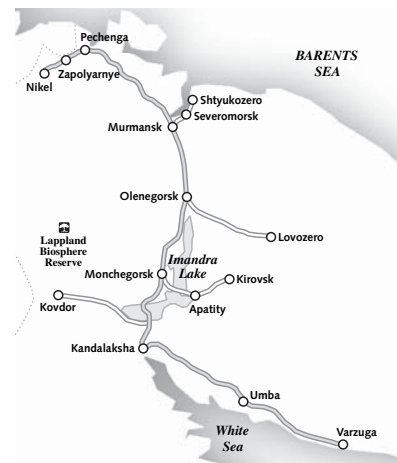 Pechenga
BARENTS
SEA
Zapolyarnye
Nikel
Shtyukozero
Severomorsk
Murmansk
Olenegorsk
Lovozero
Lappland
Biosphere
Reserve
Imandra
Lake
Monchegorsk
Kirovsk
Kovdor
Apatity
Kandalaksha
Umba
White
Sea
Varzuga